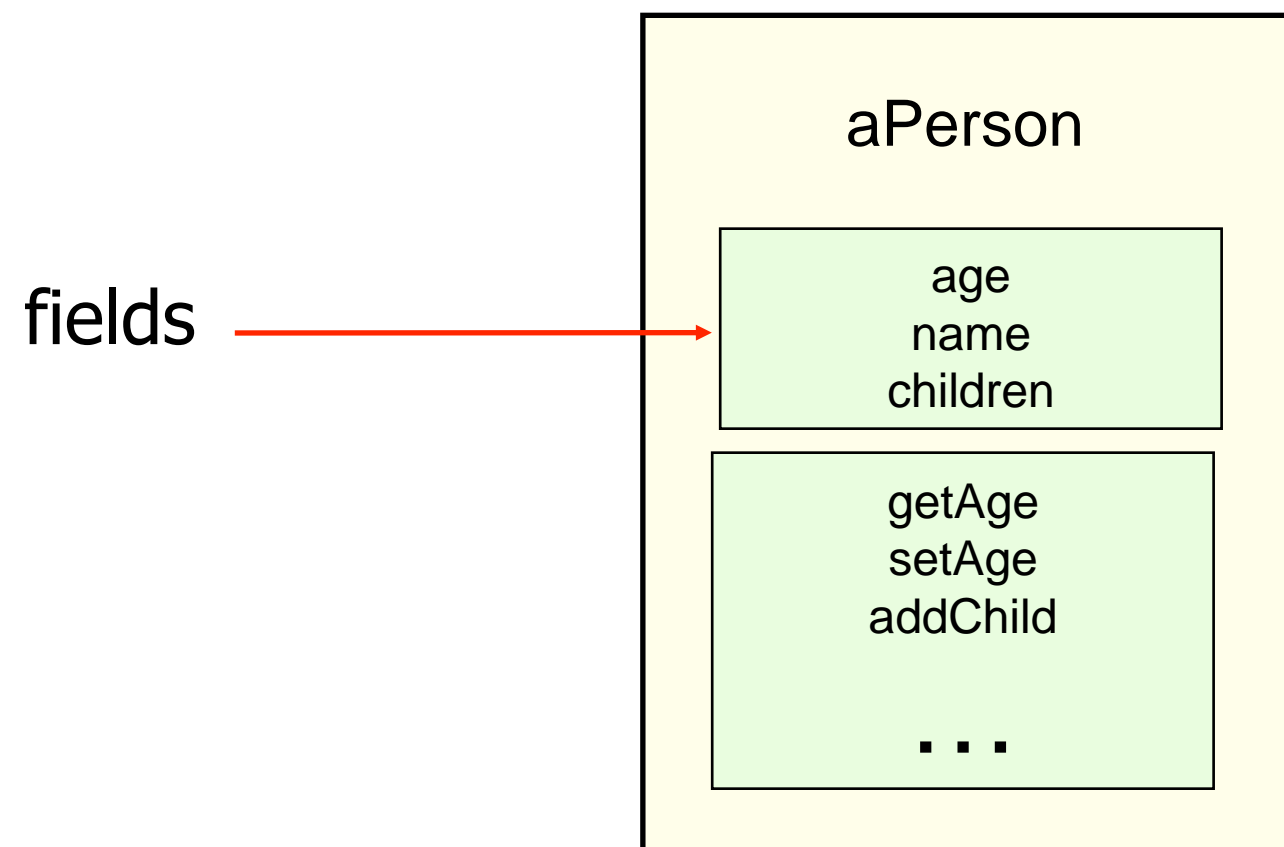 aPerson
fields
age
name
children
getAge
setAge
addChild
...